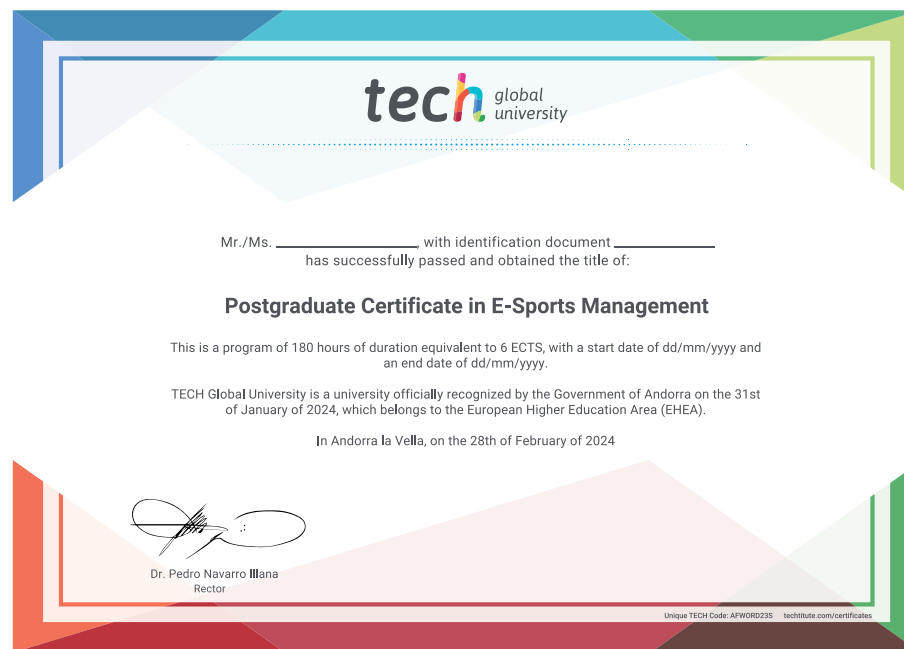 tech global university
Mr./Ms. ____________, with identification document ____________
has successfully passed and obtained the title of:
Postgraduate Certificate in E-Sports Management
This is a program of 180 hours of duration equivalent to 6 ECTS, with a start date of dd/mm/yyyy and
an end date of dd/mm/yyyy.
TECH Global University is a university officially recognized by the Government of Andorra on the 31st
of January of 2024, which belongs to the European Higher Education Area (EHEA).
In Andorra la Vella, on the 28th of February of 2024
Dr. Pedro Navarro Illana
Rector
Unique TECH Code: AFWORD23S techtitute.com/certificates